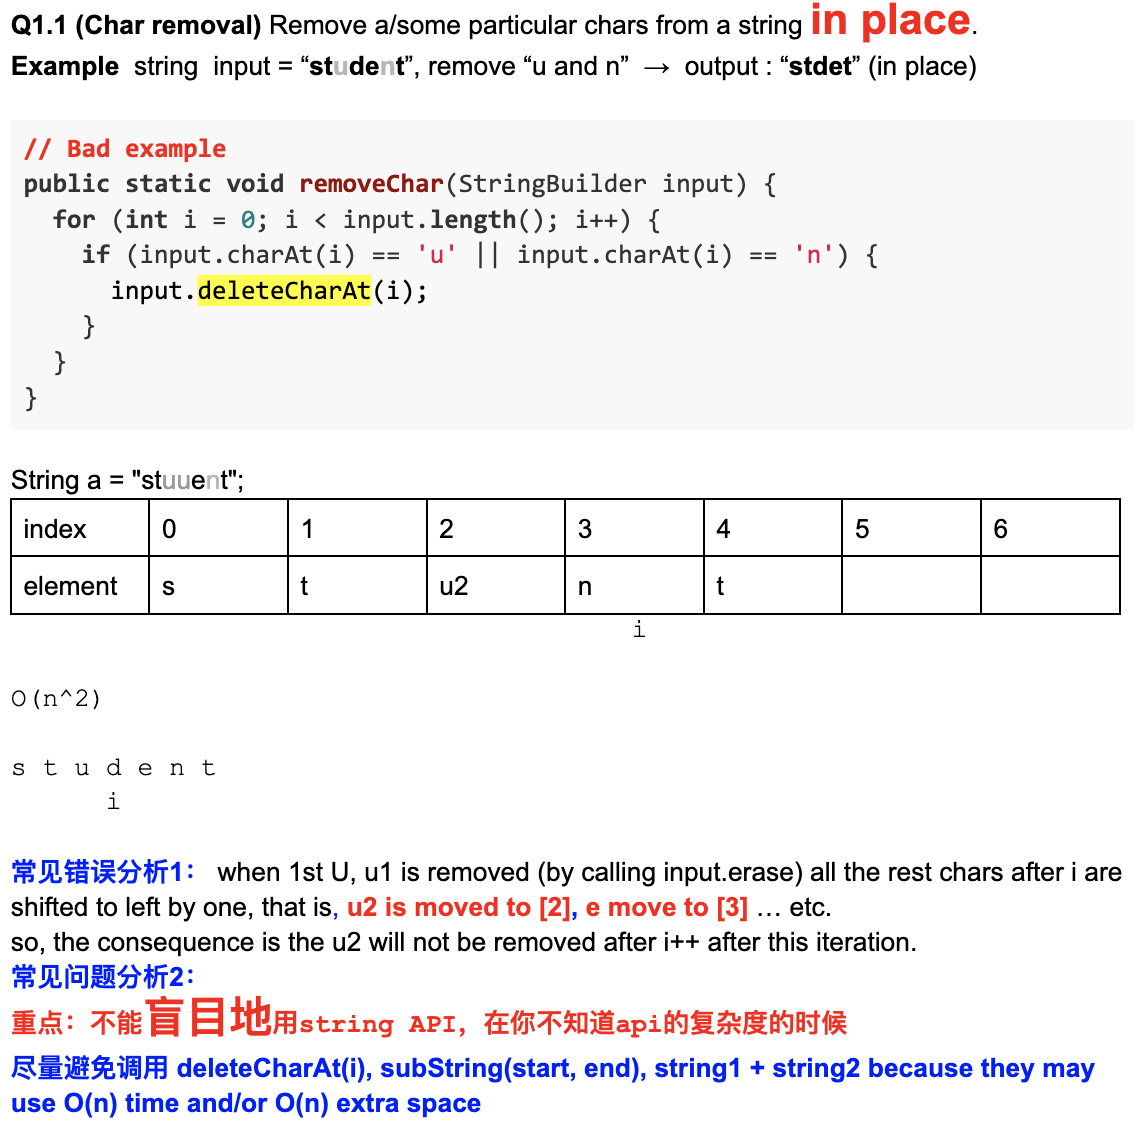 Q1.1 (Char removal) Remove a/some particular chars from a string in place.
Example string input = “student”, remove “u and n” → output : “stdet” (in place)
// Bad example
public static void removeChar(StringBuilder input) {
for (int i = 0; i < input.length(); i++) {
if (input.charAt(i) == 'u' || input.charAt(i) == 'n') {
input.deleteCharAt(i);
}
}
}
String a = "stuuent";
index 0 1 2 3 4 5 6
element s t u2 n t
i
O(n^2)
s t u d e n t
i
常见错误分析1： when 1st U, u1 is removed (by calling input.erase) all the rest chars after i are
shifted to left by one, that is, u2 is moved to [2], e move to [3] … etc.
so, the consequence is the u2 will not be removed after i++ after this iteration.
常见问题分析2：
重点：不能盲目地用string API，在你不知道api的复杂度的时候
尽量避免调用 deleteCharAt(i), subString(start, end), string1 + string2 because they may
use O(n) time and/or O(n) extra space